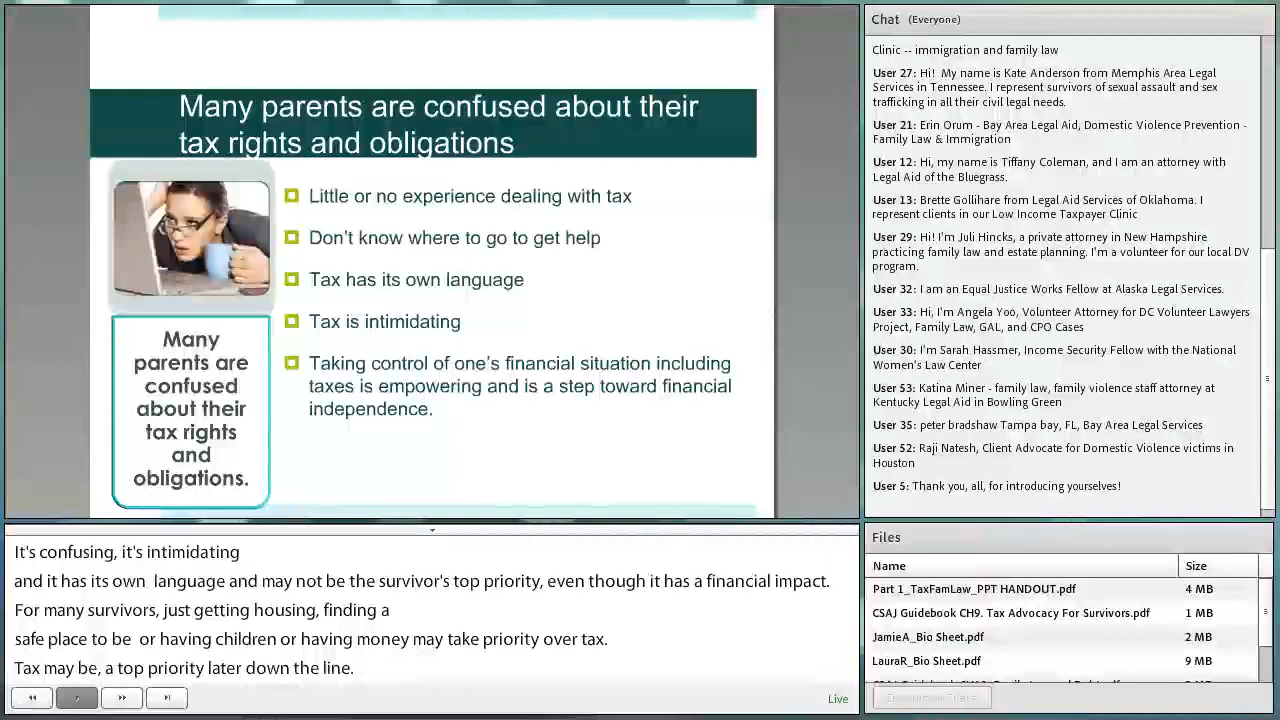 Many parents are confused about their
tax rights and obligations
Little or no experience dealing with tax
Don't know where to go to get help
Tax has its own language
Tax is intimidating
Taking control of one's financial situation including
taxes is empowering and is a step toward financial
independence.
Many
parents are
confused
about their
tax rights
and
obligations.
It's confusing, it's intimidating
and it has its own  language and may not be the survivor's top priority, even though it has a financial impact.
For many survivors, just getting housing, finding a
safe place to be  or having children or having money may take priority over tax.
Tax may be, a top priority later down the line.
Live
Chat (Everyone)
Clinic -- immigration and family law
User 27: Hi!  My name is Kate Anderson from Memphis Area Legal
Services in Tennessee. I represent survivors of sexual assault and sex
trafficking in all their civil legal needs.
User 21: Erin Orum - Bay Area Legal Aid, Domestic Violence Prevention -
Family Law & Immigration
User 12: Hi, my name is Tiffany Coleman, and I am an attorney with
Legal Aid of the Bluegrass.
User 13: Brette Gollihare from Legal Aid Services of Oklahoma. I
represent clients in our Low Income Taxpayer Clinic
User 29: Hi! I'm Juli Hincks, a private attorney in New Hampshire
practicing family law and estate planning. I'm a volunteer for our local DV
program.
User 32: I am an Equal Justice Works Fellow at Alaska Legal Services.
User 33: Hi, I'm Angela Yoo, Volunteer Attorney for DC Volunteer Lawyers
Project, Family Law, GAL, and CPO Cases
User 30: I'm Sarah Hassmer, Income Security Fellow with the National
Women's Law Center
User 53: Katina Miner - family law, family violence staff attorney at
Kentucky Legal Aid in Bowling Green
User 35: peter bradshaw Tampa bay, FL, Bay Area Legal Services
User 52: Raji Natesh, Client Advocate for Domestic Violence victims in
Houston
User 5: Thank you, all, for introducing yourselves!
Files
Name Size
Part 1_TaxFamLaw_PPT HANDOUT.pdf 4 MB
CSAJ Guidebook CH9. Tax Advocacy For Survivors.pdf 1 MB
JamieA_Bio Sheet.pdf 2 MB
LauraR_Bio Sheet.pdf 9 MB